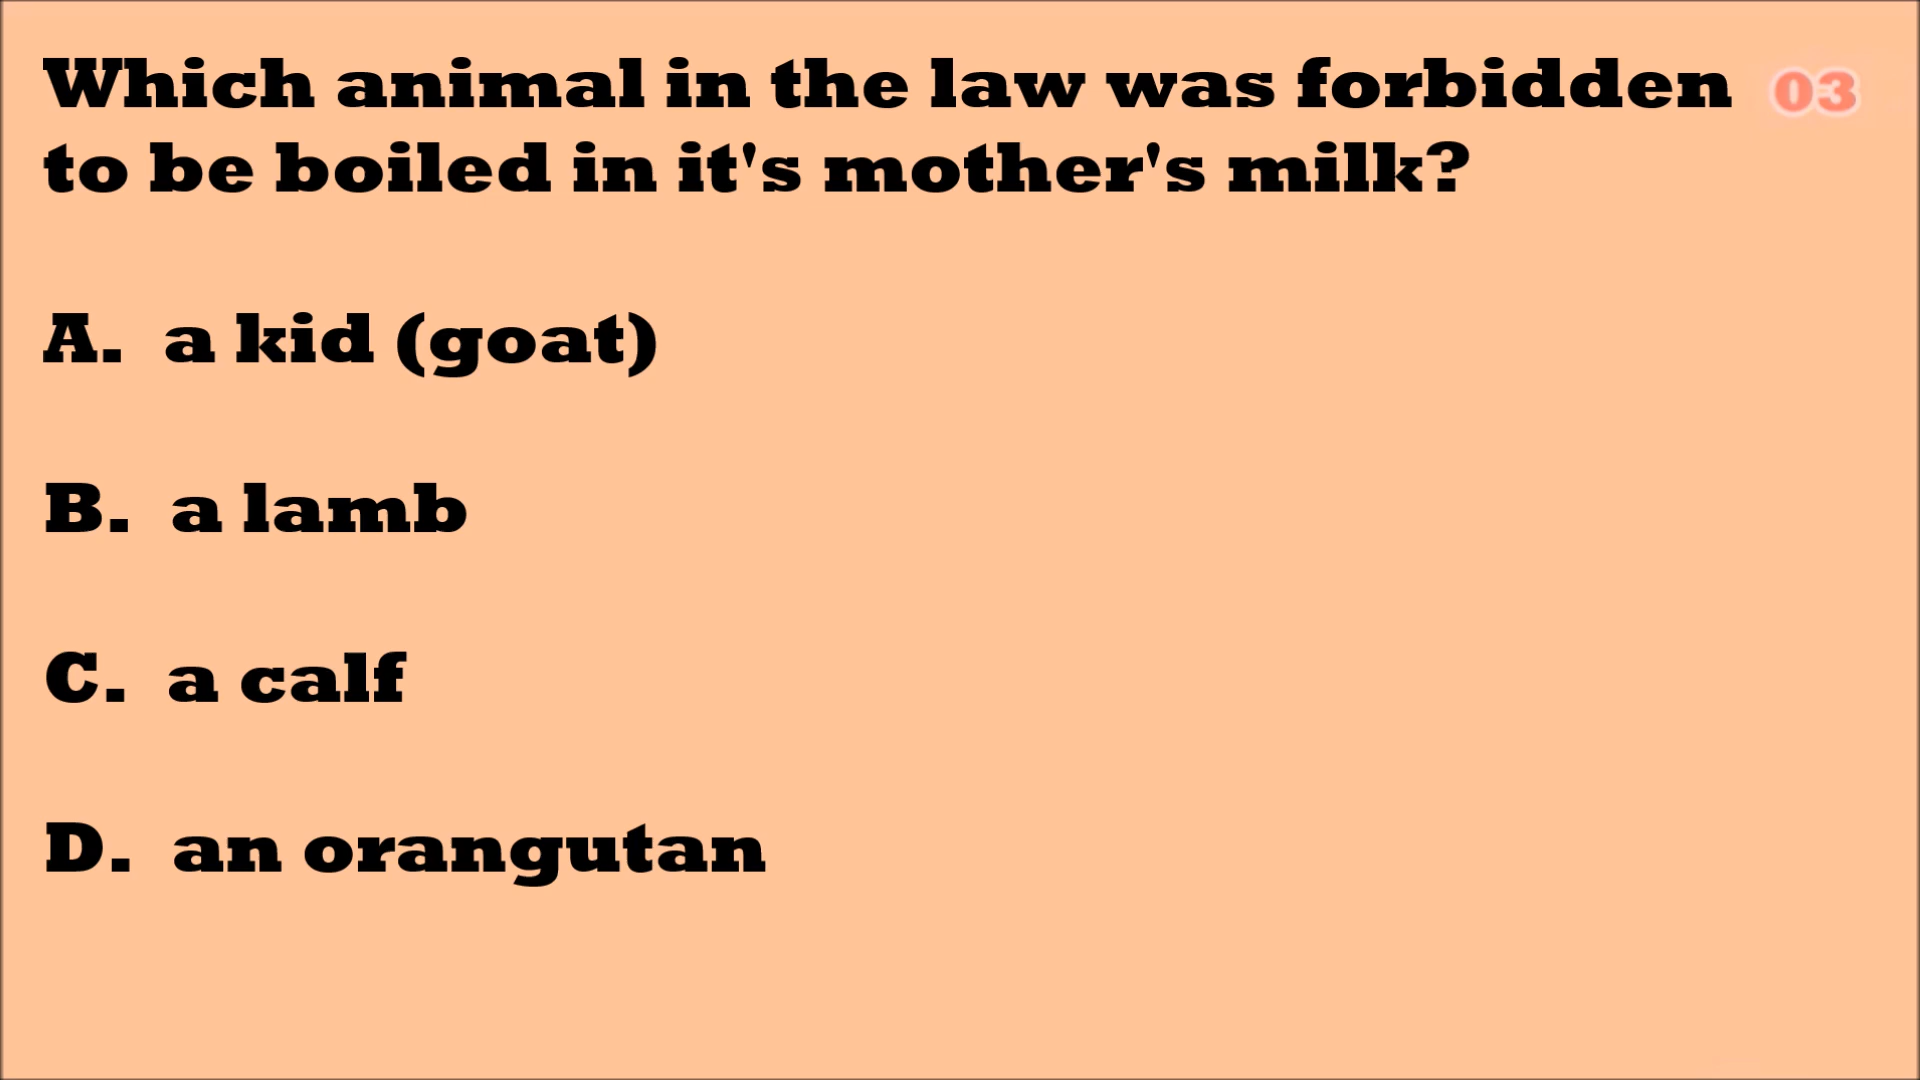 Which animal in the law was forbidden
03
to be boiled in it's mother's milk?
A. a kid (goat)
B. a lamb
C. a calf
D. an orangutan